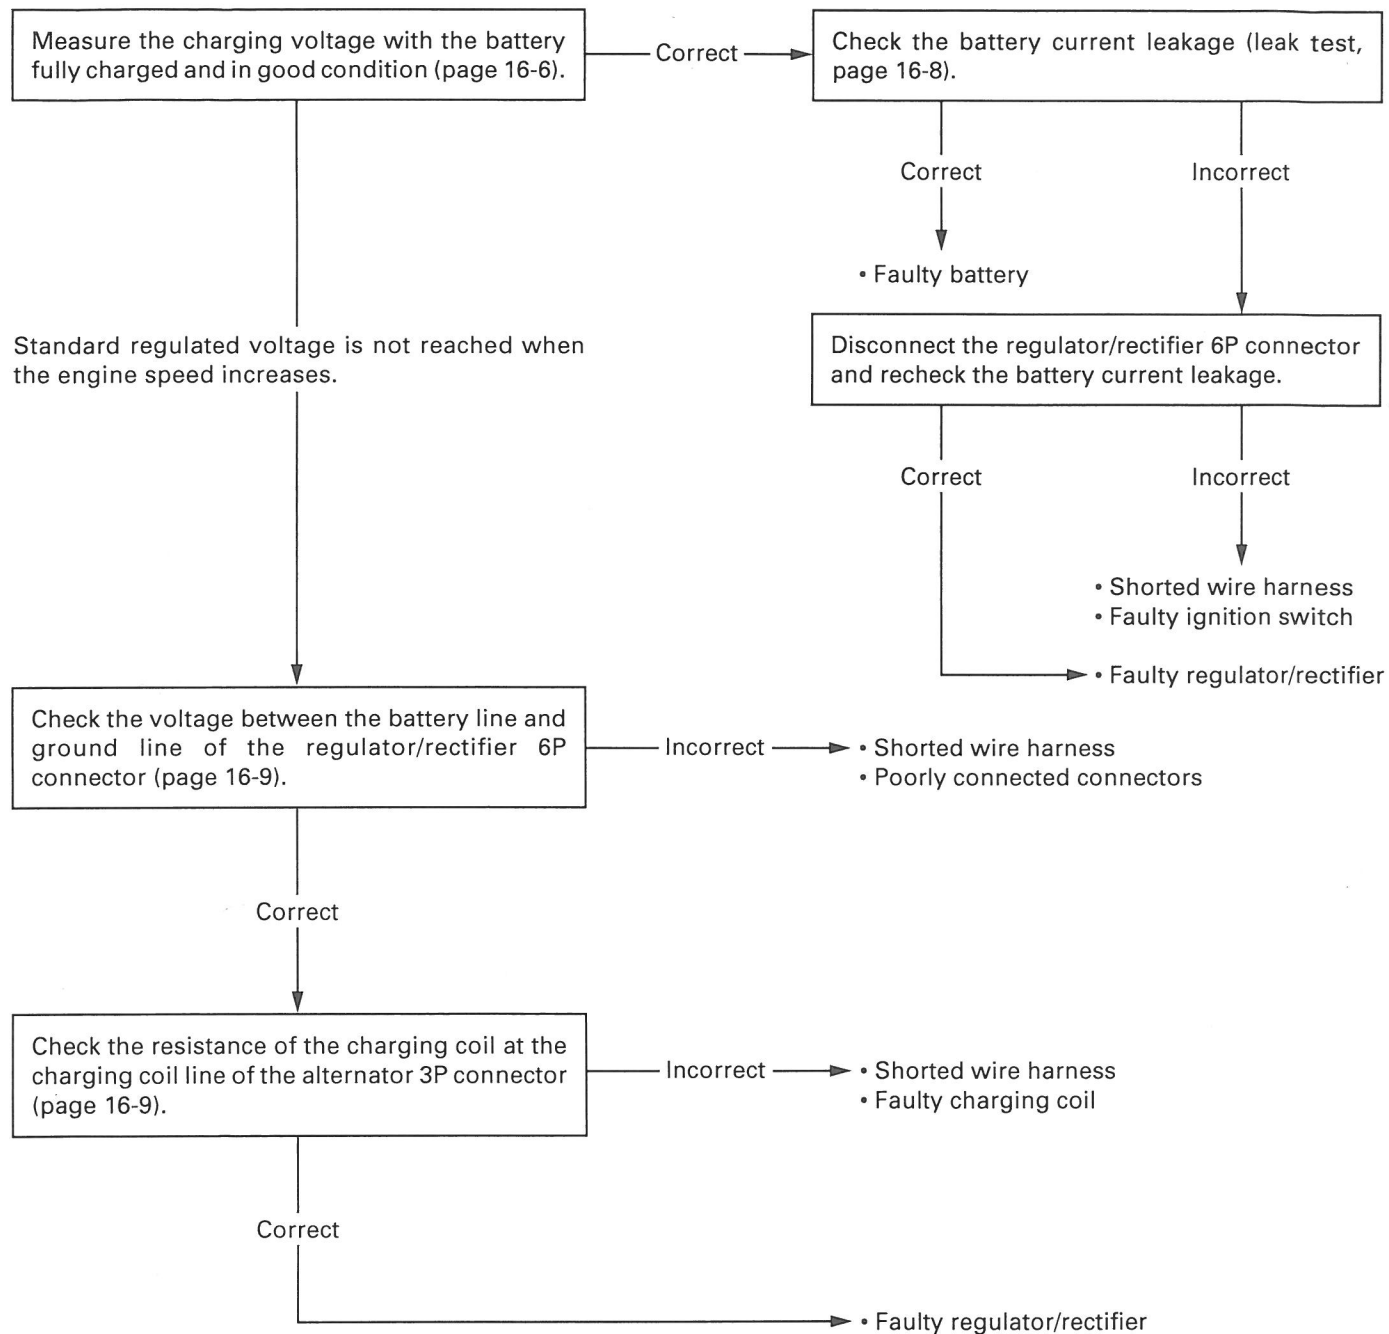 Measure the charging voltage with the battery
fully charged and in good condition (page 16-6).
Correct
Check the battery current leakage (leak test,
page 16-8).
Correct
Incorrect
• Faulty battery
Disconnect the regulator/rectifier 6P connector
and recheck the battery current leakage.
Correct
Incorrect
• Shorted wire harness
• Faulty ignition switch
• Faulty regulator/rectifier
Standard regulated voltage is not reached when
the engine speed increases.
Check the voltage between the battery line and
ground line of the regulator/rectifier 6P
connector (page 16-9).
Incorrect
• Shorted wire harness
• Poorly connected connectors
Correct
Check the resistance of the charging coil at the
charging coil line of the alternator 3P connector
(page 16-9).
Incorrect
• Shorted wire harness
• Faulty charging coil
Correct
• Faulty regulator/rectifier